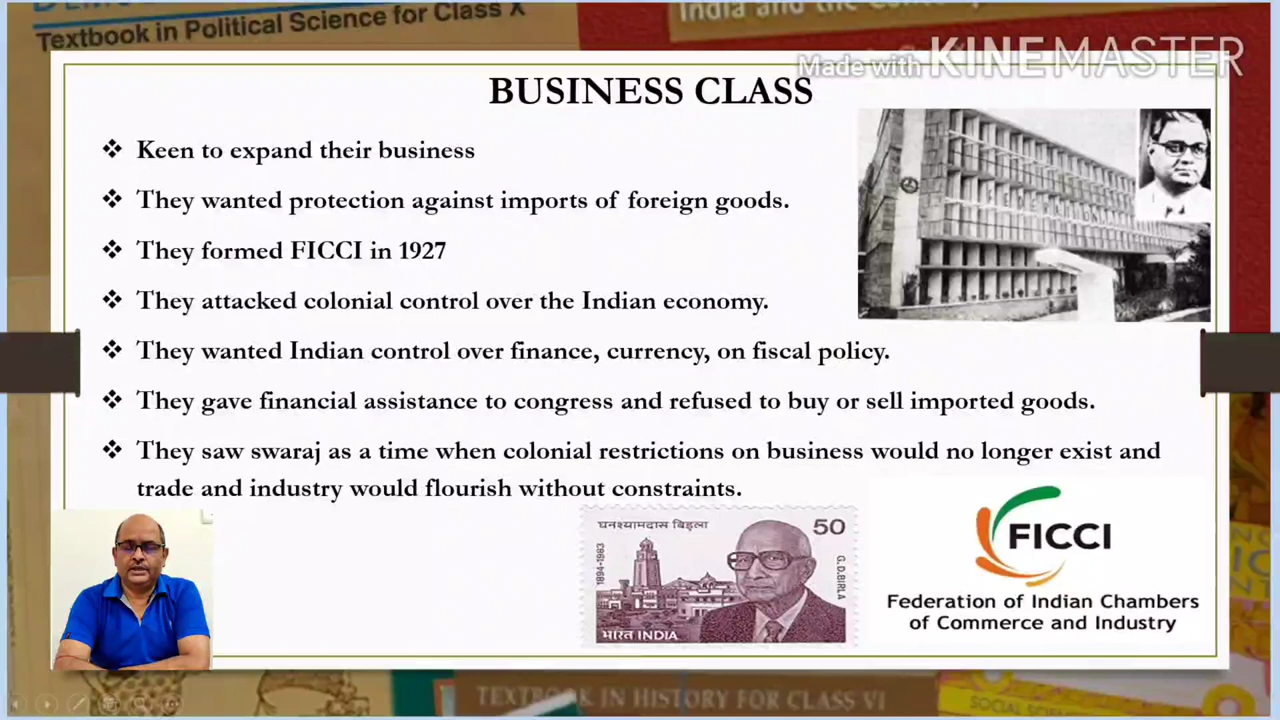 Textbook in Political Science for Class X
India and the
Made with KINEMASTER
BUSINESS CLASS
❖ Keen to expand their business
❖ They wanted protection against imports of foreign goods.
❖ They formed FICCI in 1927
❖ They attacked colonial control over the Indian economy.
❖ They wanted Indian control over finance, currency, on fiscal policy.
❖ They gave financial assistance to congress and refused to buy or sell imported goods.
❖ They saw swaraj as a time when colonial restrictions on business would no longer exist and
trade and industry would flourish without constraints.
घनश्यामदास बिड़ला 50
1894-1983
G.D.BIRLA
भारत INDIA
FICCI
Federation of Indian Chambers
of Commerce and Industry
TEXTBOOK IN HISTORY FOR CLASS VI
SOCIAL